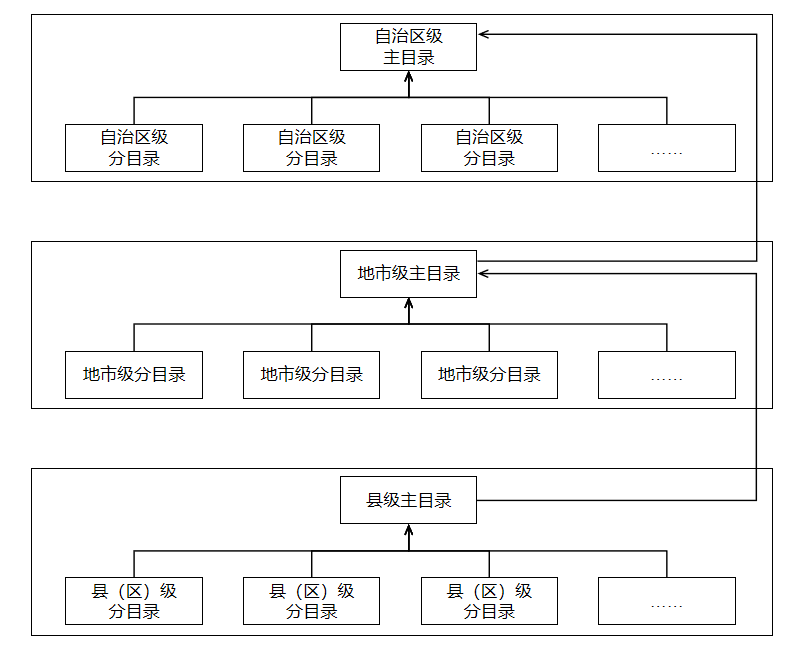 自治区级
主目录
自治区级
分目录
自治区级
分目录
自治区级
分目录
……
地市级主目录
地市级分目录
地市级分目录
地市级分目录
……
县级主目录
县（区）级
分目录
县（区）级
分目录
县（区）级
分目录
……